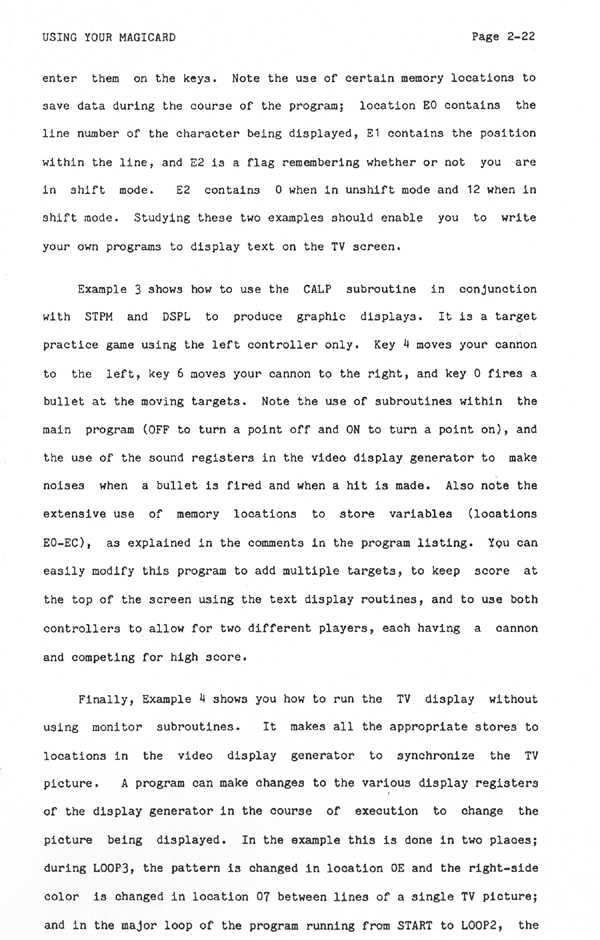 USING YOUR MAGICARD Page 2-22
enter them on the keys. Note the use of certain memory locations to
save data during the course of the program; location E0 contains the
line number of the character being displayed, E1 contains the position
within the line, and E2 is a flag remembering whether or not you are
in shift mode. E2 contains 0 when in unshift mode and 12 when in
shift mode. Studying these two examples should enable you to write
your own programs to display text on the TV screen.
Example 3 shows how to use the CALP subroutine in conjunction
with STPM and DSPL to produce graphic displays. It is a target
practice game using the left controller only. Key 4 moves your cannon
to the left, key 6 moves your cannon to the right, and key 0 fires a
bullet at the moving targets. Note the use of subroutines within the
main program (OFF to turn a point off and ON to turn a point on), and
the use of the sound registers in the video display generator to make
noises when a bullet is fired and when a hit is made. Also note the
extensive use of memory locations to store variables (locations
E0-EC), as explained in the comments in the program listing. You can
easily modify this program to add multiple targets, to keep score at
the top of the screen using the text display routines, and to use both
controllers to allow for two different players, each having a cannon
and competing for high score.
Finally, Example 4 shows you how to run the TV display without
using monitor subroutines. It makes all the appropriate stores to
locations in the video display generator to synchronize the TV
picture. A program can make changes to the various display registers
of the display generator in the course of execution to change the
picture being displayed. In the example this is done in two places;
during LOOP3, the pattern is changed in location 0E and the right-side
color is changed in location 07 between lines of a single TV picture;
and in the major loop of the program running from START to LOOP2, the